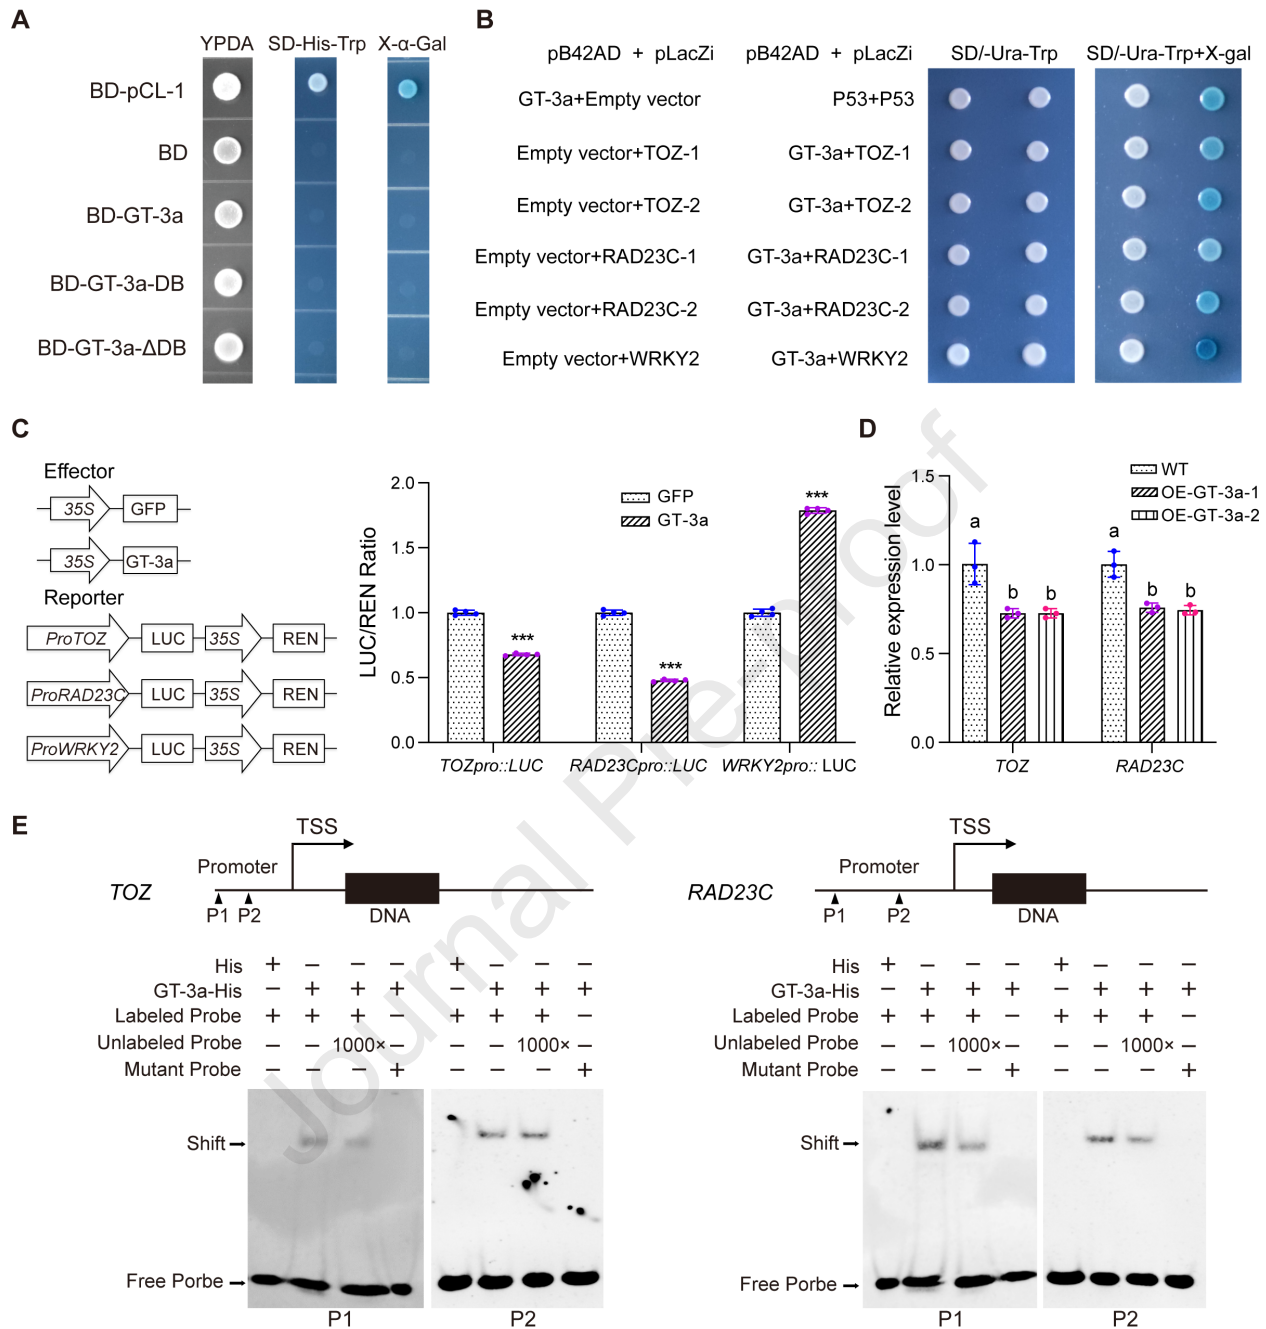 A
YPDA SD-His-Trp X-α-Gal
BD-pCL-1
BD
BD-GT-3a
BD-GT-3a-DB
BD-GT-3a-ΔDB
B
pB42AD + pLacZi pB42AD + pLacZi SD/-Ura-Trp SD/-Ura-Trp+X-gal
GT-3a+Empty vector P53+P53
Empty vector+TOZ-1 GT-3a+TOZ-1
Empty vector+TOZ-2 GT-3a+TOZ-2
Empty vector+RAD23C-1 GT-3a+RAD23C-1
Empty vector+RAD23C-2 GT-3a+RAD23C-2
Empty vector+WRKY2 GT-3a+WRKY2
C
Effector
35S GFP
35S GT-3a
Reporter
ProTOZ LUC 35S REN
ProRAD23C LUC 35S REN
ProWRKY2 LUC 35S REN
LUC/REN Ratio
2.0
1.5
1.0
0.5
0.0
GFP
GT-3a
***
***
***
TOZpro::LUC RAD23Cpro::LUC WRKY2pro:: LUC
D
Relative expression level
1.5
1.0
0.5
0.0
WT
OE-GT-3a-1
OE-GT-3a-2
a b b a b b
TOZ RAD23C
E
TOZ
Promoter
TSS
P1 P2 DNA
RAD23C
Promoter
TSS
P1 P2 DNA
His + − − − + − − −
GT-3a-His − + + + − + + +
Labeled Probe + + + − + + + −
Unlabeled Probe − − 1000× − − − 1000× −
Mutant Probe − − − + − − − +
Shift
Free Porbe
P1 P2
His + − − − + − − −
GT-3a-His − + + + − + + +
Labeled Probe + + + − + + + −
Unlabeled Probe − − 1000× − − − 1000× −
Mutant Probe − − − + − − − +
Shift
Free Porbe
P1 P2
Journal Pre-proof